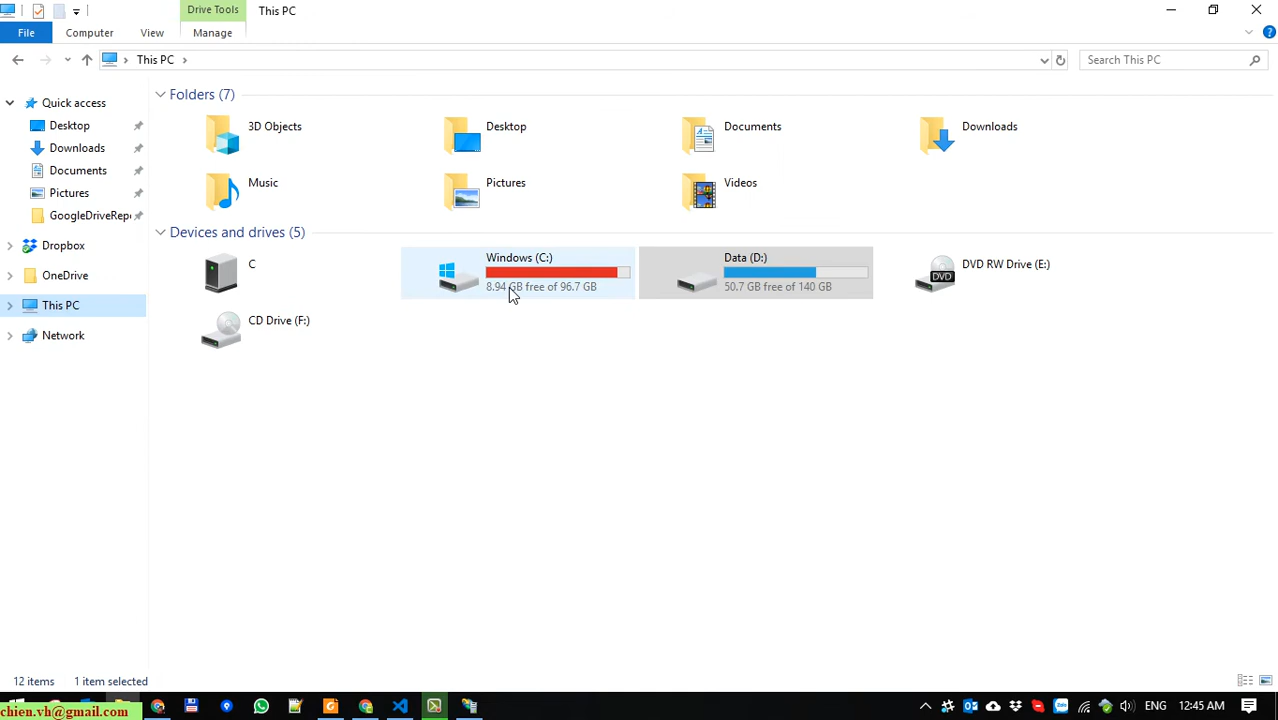 Drive Tools
This PC
File
Computer
View
Manage
This PC
Search This PC
Quick access
Desktop
Downloads
Documents
Pictures
GoogleDriveRep
Dropbox
OneDrive
This PC
Network
Folders (7)
3D Objects
Desktop
Documents
Downloads
Music
Pictures
Videos
Devices and drives (5)
C
Windows (C:)
8.94 GB free of 96.7 GB
Data (D:)
50.7 GB free of 140 GB
DVD RW Drive (E:)
DVD
CD Drive (F:)
12 items
1 item selected
chien.vh@gmail.com
ENG
12:45 AM